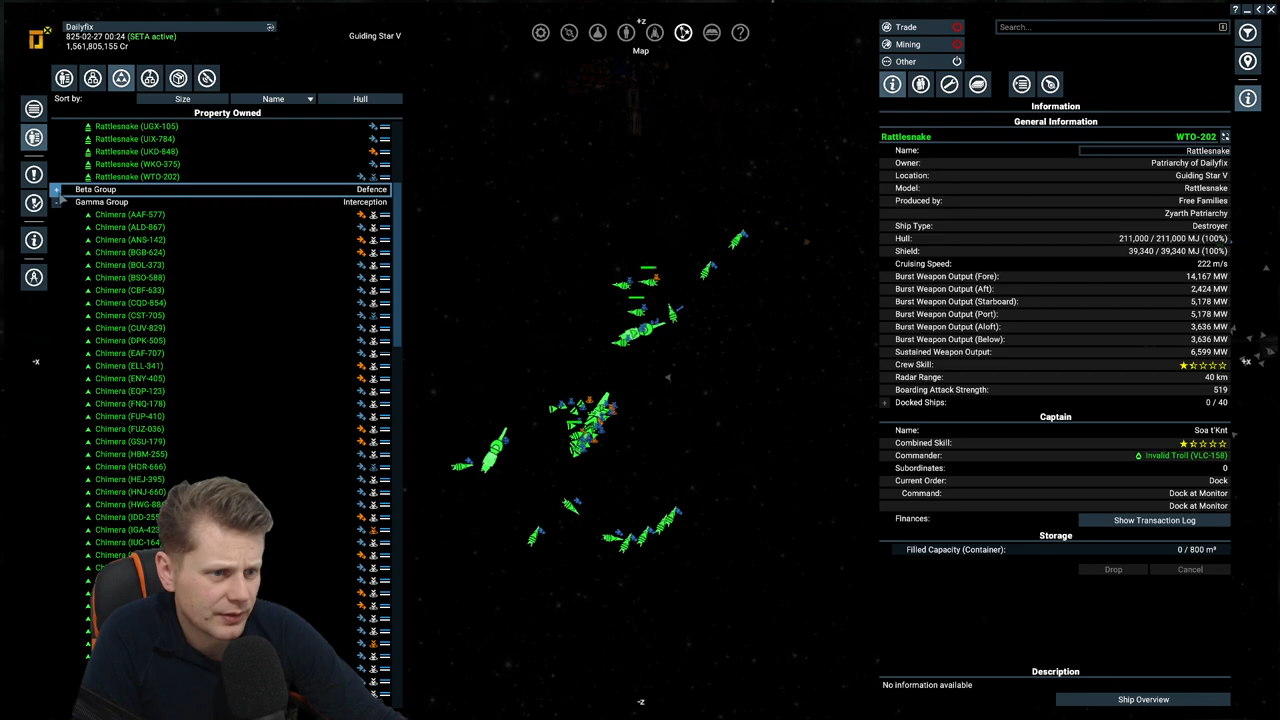 Dailyfix
825-02-27 00:24 (SETA active)
1,561,805,155 Cr
Guiding Star V
+z
Map
Sort by:
Size
Name
Hull
Property Owned
Rattlesnake (UGX-105)
Rattlesnake (UIX-784)
Rattlesnake (UKD-848)
Rattlesnake (WKO-375)
Rattlesnake (WTO-202)
Beta Group Defence
Gamma Group Interception
Chimera (AAF-577)
Chimera (ALD-867)
Chimera (ANS-142)
Chimera (BGB-624)
Chimera (BOL-373)
Chimera (BSO-588)
Chimera (CBF-633)
Chimera (CQD-854)
Chimera (CST-705)
Chimera (CUV-829)
Chimera (DPK-505)
Chimera (EAF-707)
Chimera (ELL-341)
Chimera (ENY-405)
Chimera (EQP-123)
Chimera (FNQ-178)
Chimera (FUP-410)
Chimera (FUZ-036)
Chimera (GSU-179)
Chimera (HBM-255)
Chimera (HDR-666)
Chimera (HEJ-395)
Chimera (HNJ-660)
Chimera
Chimera
Chimera
Chimera
-x
+x
-z
Trade
Mining
Other
Search...
Information
General Information
Rattlesnake WTO-202
Name: Rattlesnake
Owner: Patriarchy of Dailyfix
Location: Guiding Star V
Model: Rattlesnake
Produced by: Free Families
Zyarth Patriarchy
Ship Type: Destroyer
Hull: 211,000 / 211,000 MJ (100%)
Shield: 39,340 / 39,340 MJ (100%)
Cruising Speed: 222 m/s
Burst Weapon Output (Fore): 14,167 MW
Burst Weapon Output (Aft): 2,424 MW
Burst Weapon Output (Starboard): 5,178 MW
Burst Weapon Output (Port): 5,178 MW
Burst Weapon Output (Aloft): 3,636 MW
Burst Weapon Output (Below): 3,636 MW
Sustained Weapon Output: 6,599 MW
Crew Skill:
Radar Range: 40 km
Boarding Attack Strength: 519
Docked Ships: 0 / 40
Captain
Name: Soa t'Knt
Combined Skill:
Commander: Invalid Troll (VLC-158)
Subordinates: 0
Current Order: Dock
Command: Dock at Monitor
Dock at Monitor
Finances: Show Transaction Log
Storage
Filled Capacity (Container): 0 / 800 m³
Drop
Cancel
Description
No information available
Ship Overview